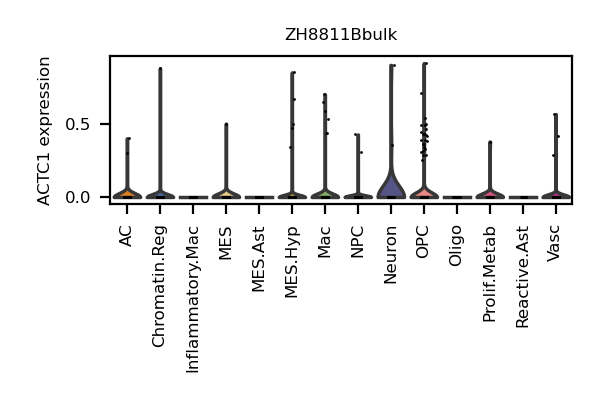 ZH8811Bbulk
ACTC1 expression
0.5
0.0
AC
Chromatin.Reg
Inflammatory.Mac
MES
MES.Ast
MES.Hyp
Mac
NPC
Neuron
OPC
Oligo
Prolif.Metab
Reactive.Ast
Vasc